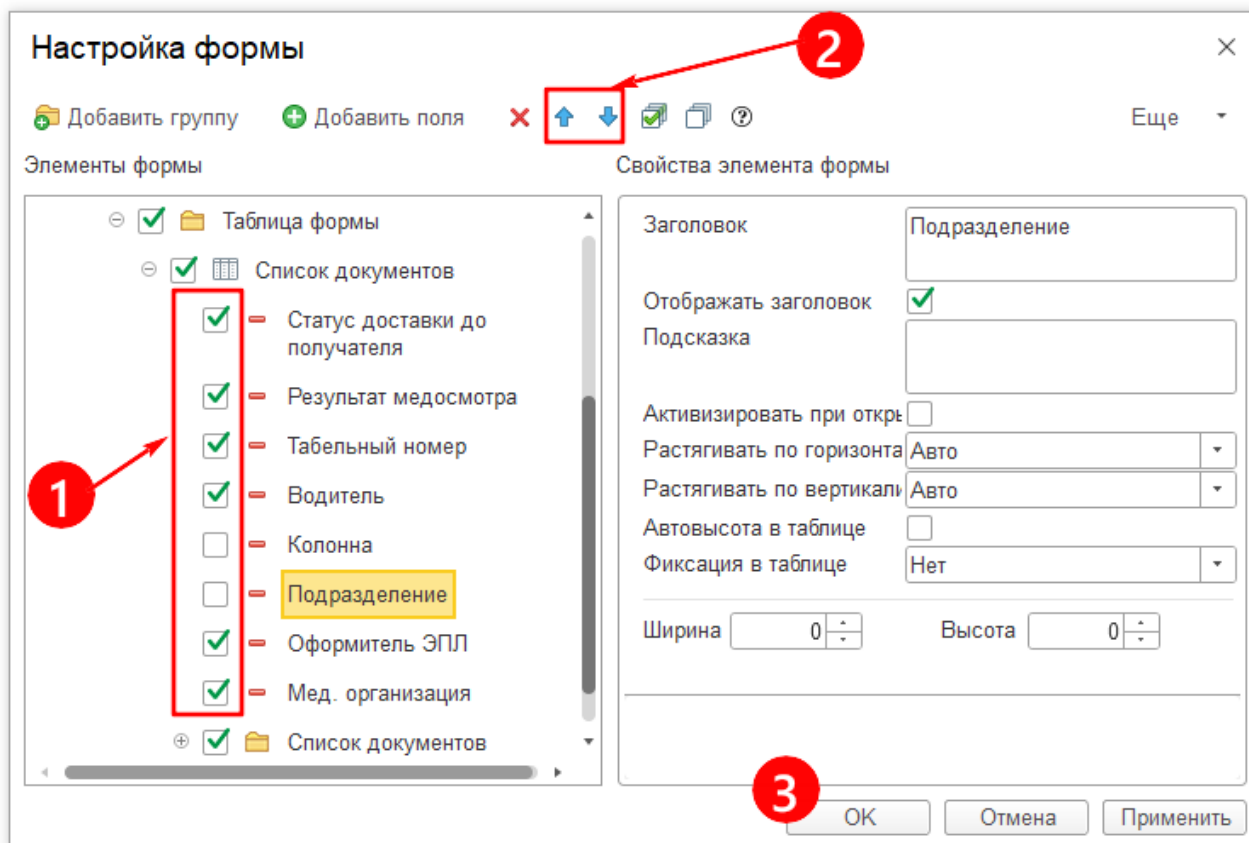 Настройка формы
2
Добавить группу
Добавить поля
Еще
Элементы формы
Свойства элемента формы
Таблица формы
Список документов
Статус доставки до
получателя
Результат медосмотра
Табельный номер
1
Водитель
Колонна
Подразделение
Оформитель ЭПЛ
Мед. организация
Список документов
Заголовок
Подразделение
Отображать заголовок
Подсказка
Активизировать при откры
Растягивать по горизонта
Авто
Растягивать по вертикали
Авто
Автовысота в таблице
Фиксация в таблице
Нет
Ширина
0
Высота
0
3
OK
Отмена
Применить